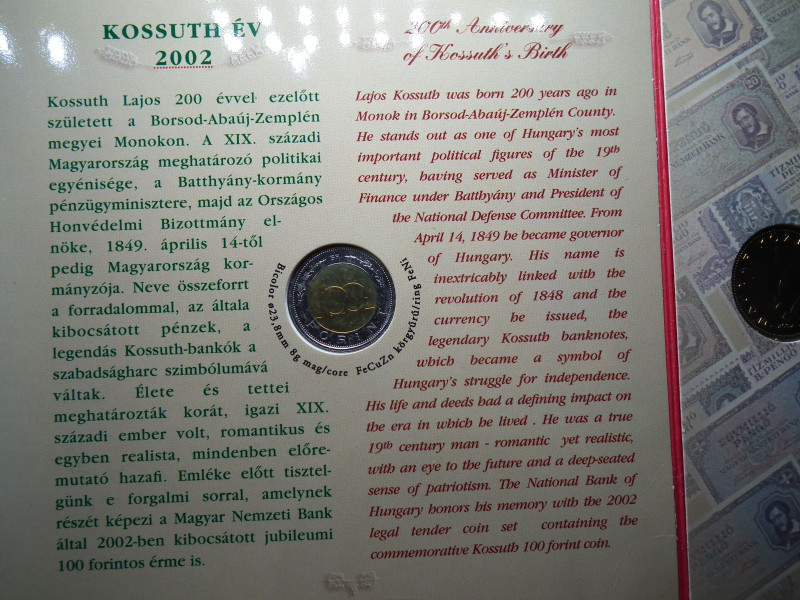 KOSSUTH ÉV
2002
Kossuth Lajos 200 évvel ezelőtt
született a Borsod-Abaúj-Zemplén
megyei Monokon. A XIX. századi
Magyarország meghatározó politikai
egyénisége, a Batthyány-kormány
pénzügyminisztere, majd az Országos
Honvédelmi Bizottmány el-
nöke, 1849. április 14-től
pedig Magyarország kor-
mányzója. Neve összeforrt
a forradalommal, az általa
kibocsátott pénzek, a
legendás Kossuth-bankók a
szabadságharc szimbólumává
váltak. Élete és tettei
meghatározták korát, igazi XIX.
századi ember volt, romantikus és
egyben realista, mindenben előre-
mutató hazafi. Emléke előtt tisztel-
günk e forgalmi sorral, amelynek
részét képezi a Magyar Nemzeti Bank
által 2002-ben kibocsátott jubileumi
100 forintos érme is.
200th Anniversary
of Kossuth's Birth
Lajos Kossuth was born 200 years ago in
Monok in Borsod-Abaúj-Zemplén County.
He stands out as one of Hungary's most
important political figures of the 19th
century, having served as Minister of
Finance under Batthyány and President of
the National Defense Committee. From
April 14, 1849 he became governor
of Hungary. His name is
inextricably linked with the
revolution of 1848 and the
currency be issued, the
legendary Kossuth banknotes,
which became a symbol of
Hungary's struggle for independence.
His life and deeds had a defining impact on
the era in which he lived . He was a true
19th century man - romantic yet realistic,
with an eye to the future and a deep-seated
sense of patriotism. The National Bank of
Hungary honors his memory with the 2002
legal tender coin set containing the
commemorative Kossuth 100 forint coin.
Bicolor ø23,8mm 8g mag/core FeCuZn körgyűrű/ring FeNi
100
FORINT